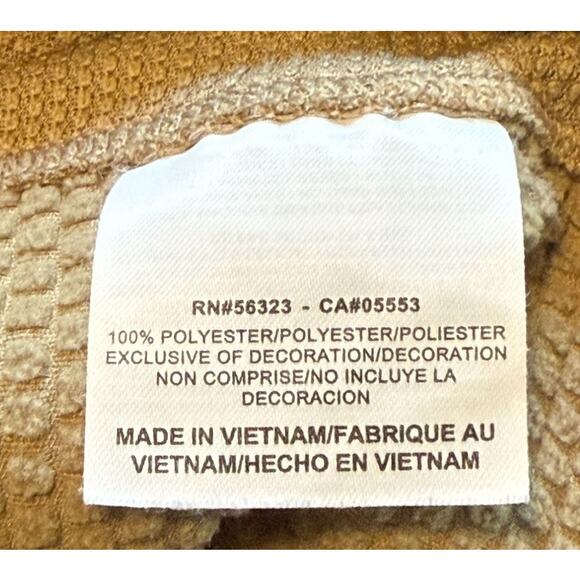 RN#56323 - CA#05553
100% POLYESTER/POLYESTER/POLIESTER
EXCLUSIVE OF DECORATION/DECORATION
NON COMPRISE/NO INCLUYE LA
DECORACION
MADE IN VIETNAM/FABRIQUE AU
VIETNAM/HECHO EN VIETNAM